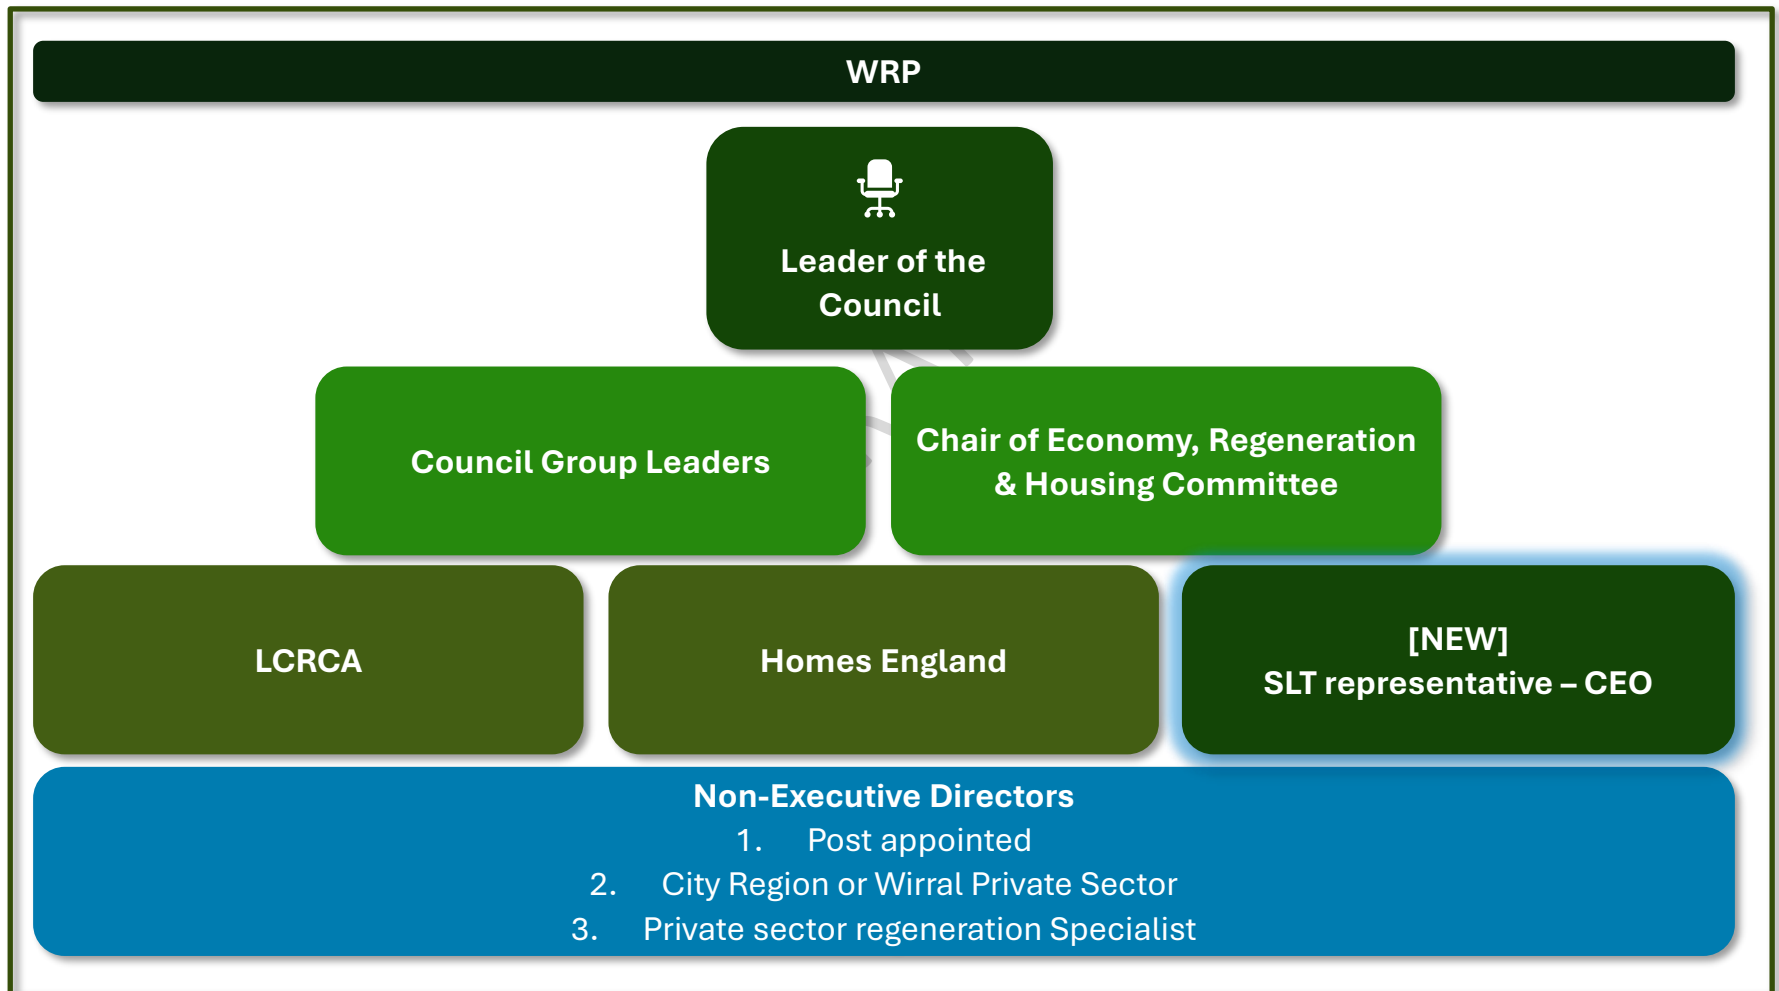 WRP
Leader of the
Council
Council Group Leaders
Chair of Economy, Regeneration
& Housing Committee
LCRCA
Homes England
[NEW]
SLT representative – CEO
Non-Executive Directors
1. Post appointed
2. City Region or Wirral Private Sector
3. Private sector regeneration Specialist